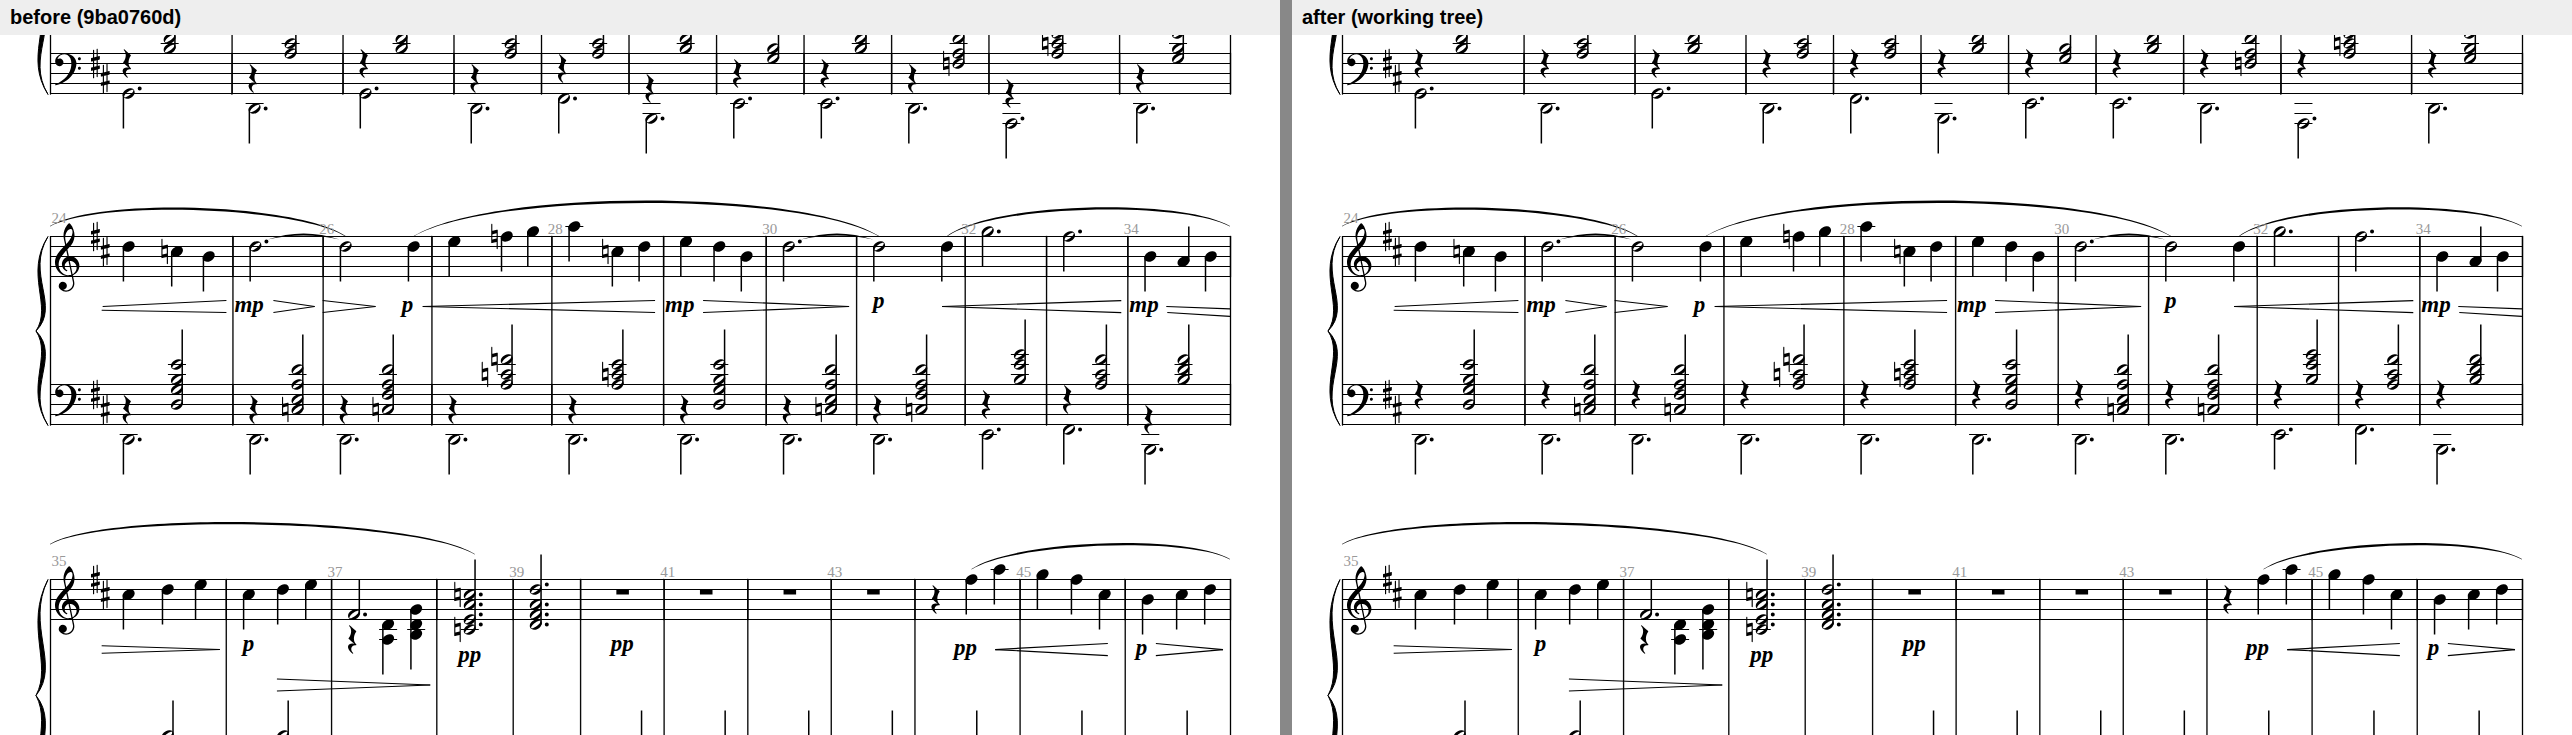 before (9ba0760d)
after (working tree)
24 26 28 30 32 34
mp p mp p mp
35 37 39 41 43 45
p pp pp pp p
24 26 28 30 32 34
mp p mp p mp
35 37 39 41 43 45
p pp pp pp p